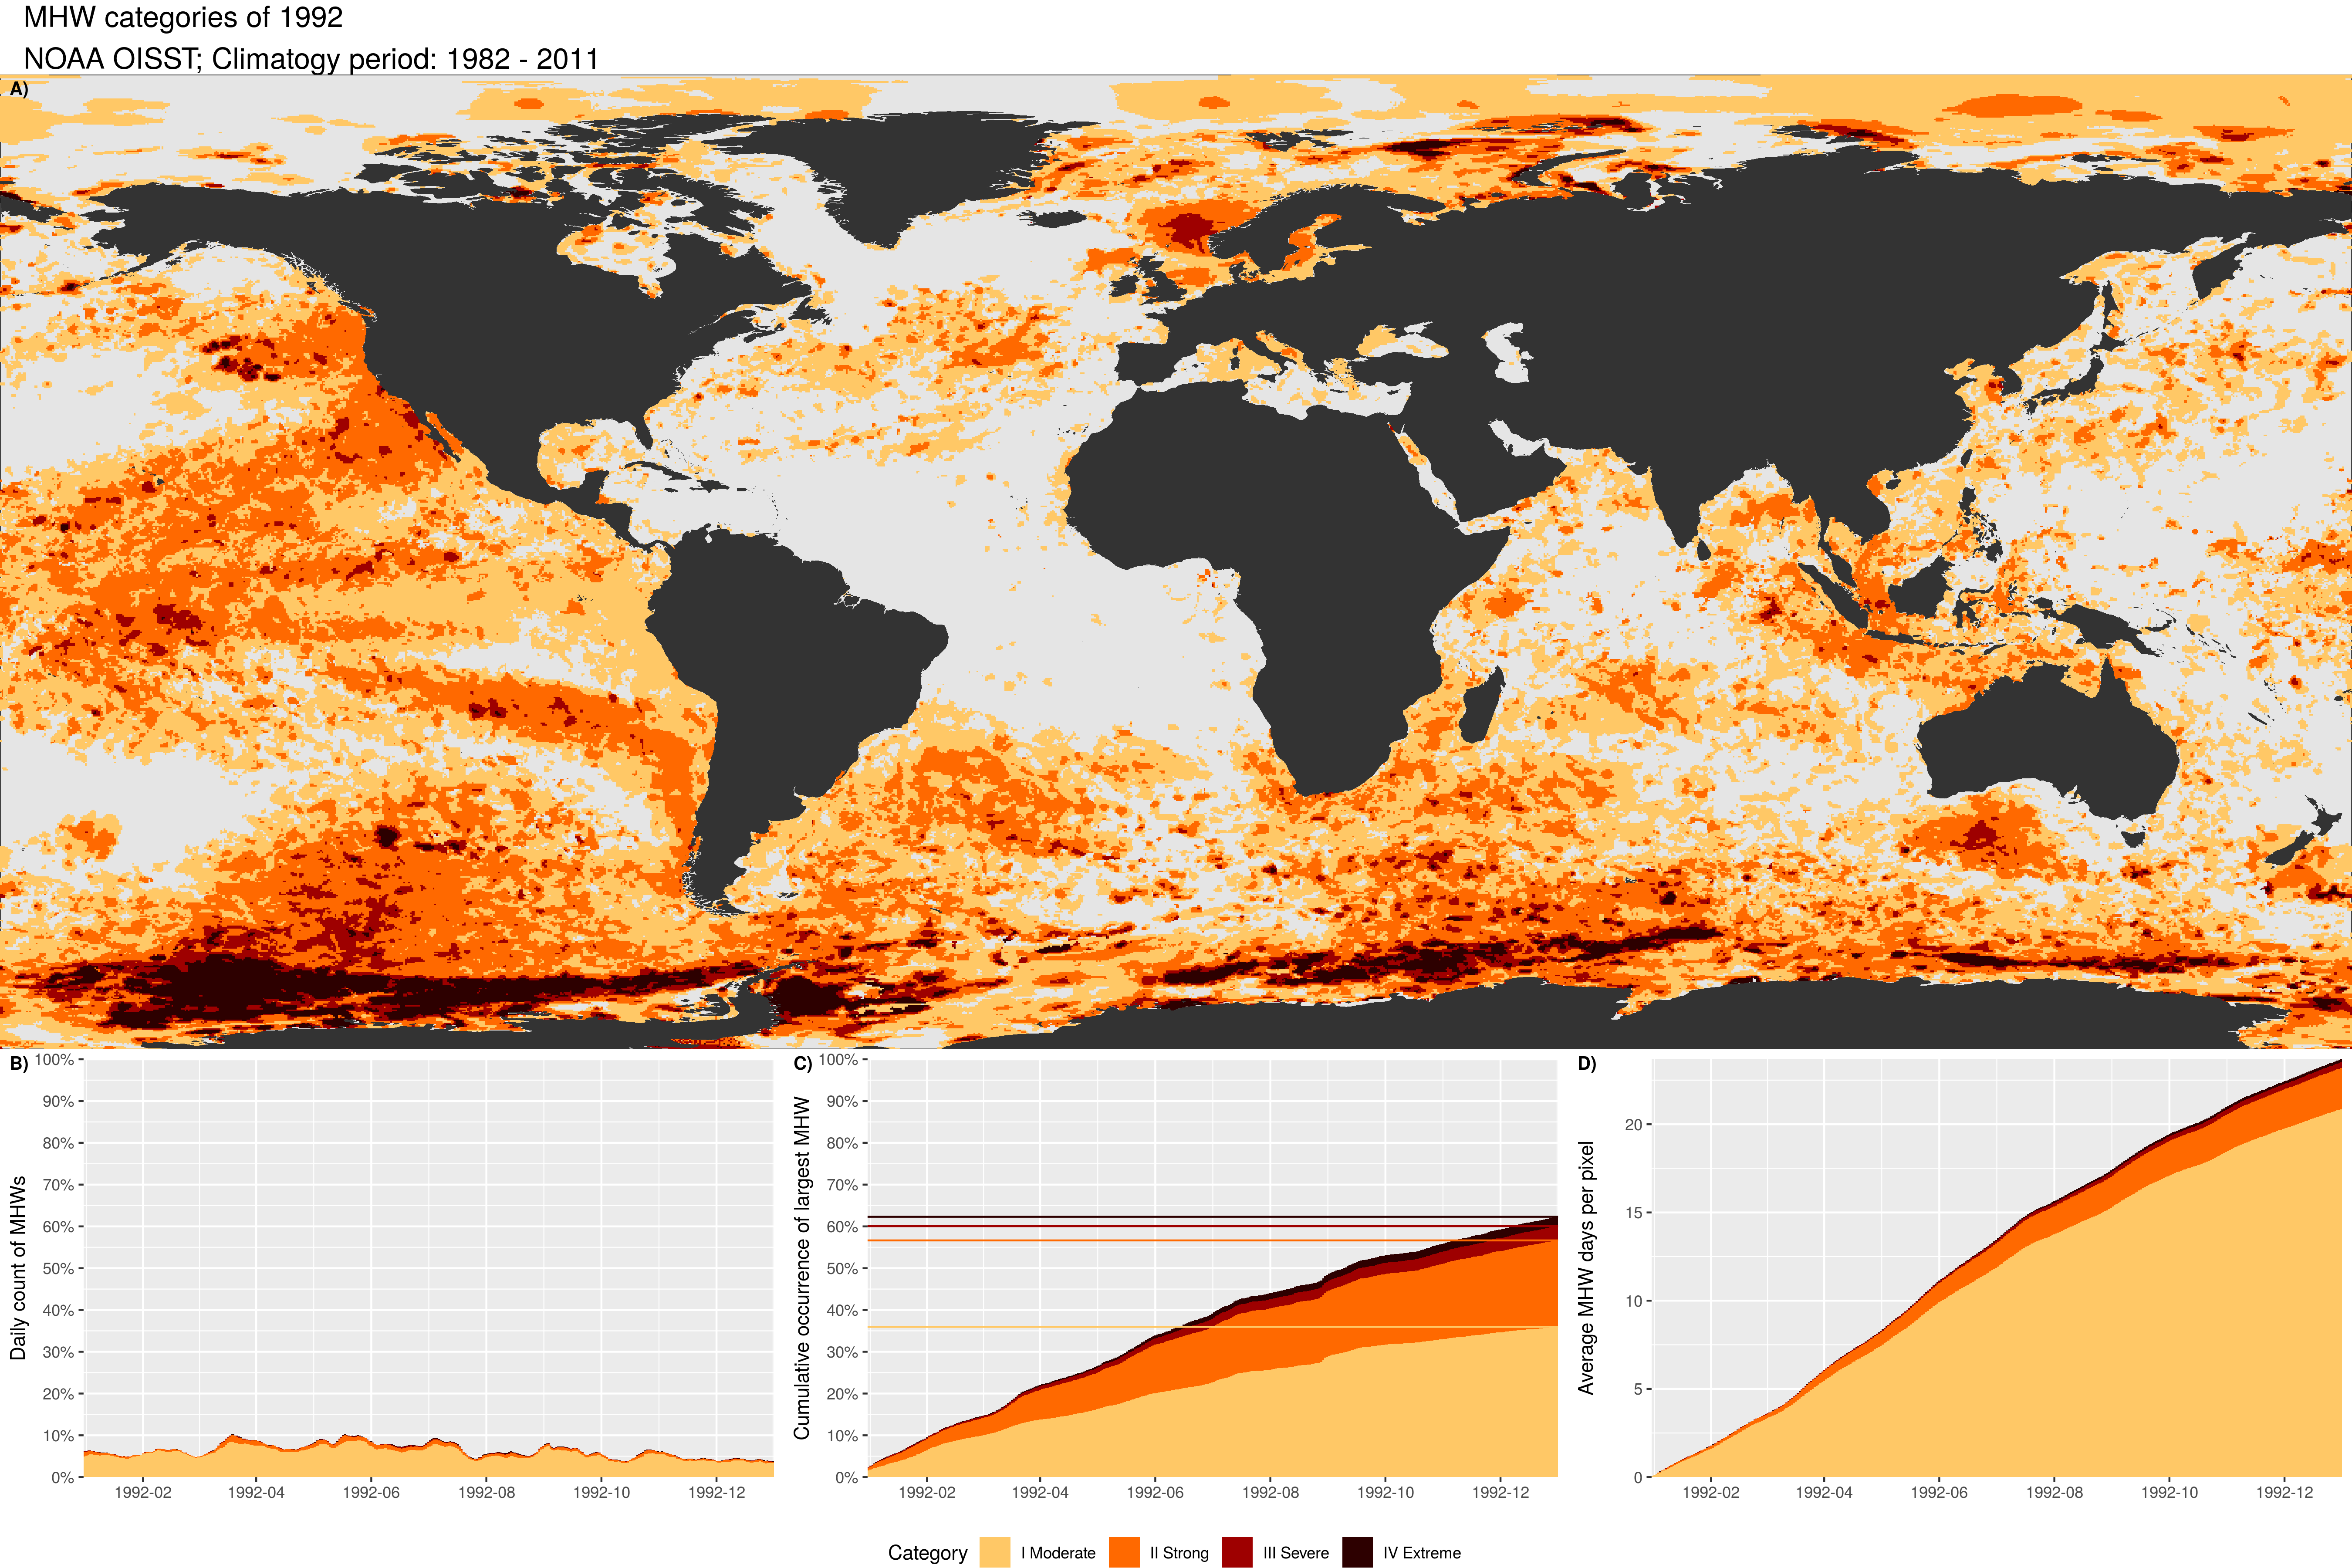 MHW categories of 1992
NOAA OISST; Climatogy period: 1982 - 2011
A)
B)
Daily count of MHWs
100%
90%
80%
70%
60%
50%
40%
30%
20%
10%
0%
1992-02 1992-04 1992-06 1992-08 1992-10 1992-12
C)
Cumulative occurrence of largest MHW
100%
90%
80%
70%
60%
50%
40%
30%
20%
10%
0%
1992-02 1992-04 1992-06 1992-08 1992-10 1992-12
D)
Average MHW days per pixel
20
15
10
5
0
1992-02 1992-04 1992-06 1992-08 1992-10 1992-12
Category I Moderate II Strong III Severe IV Extreme